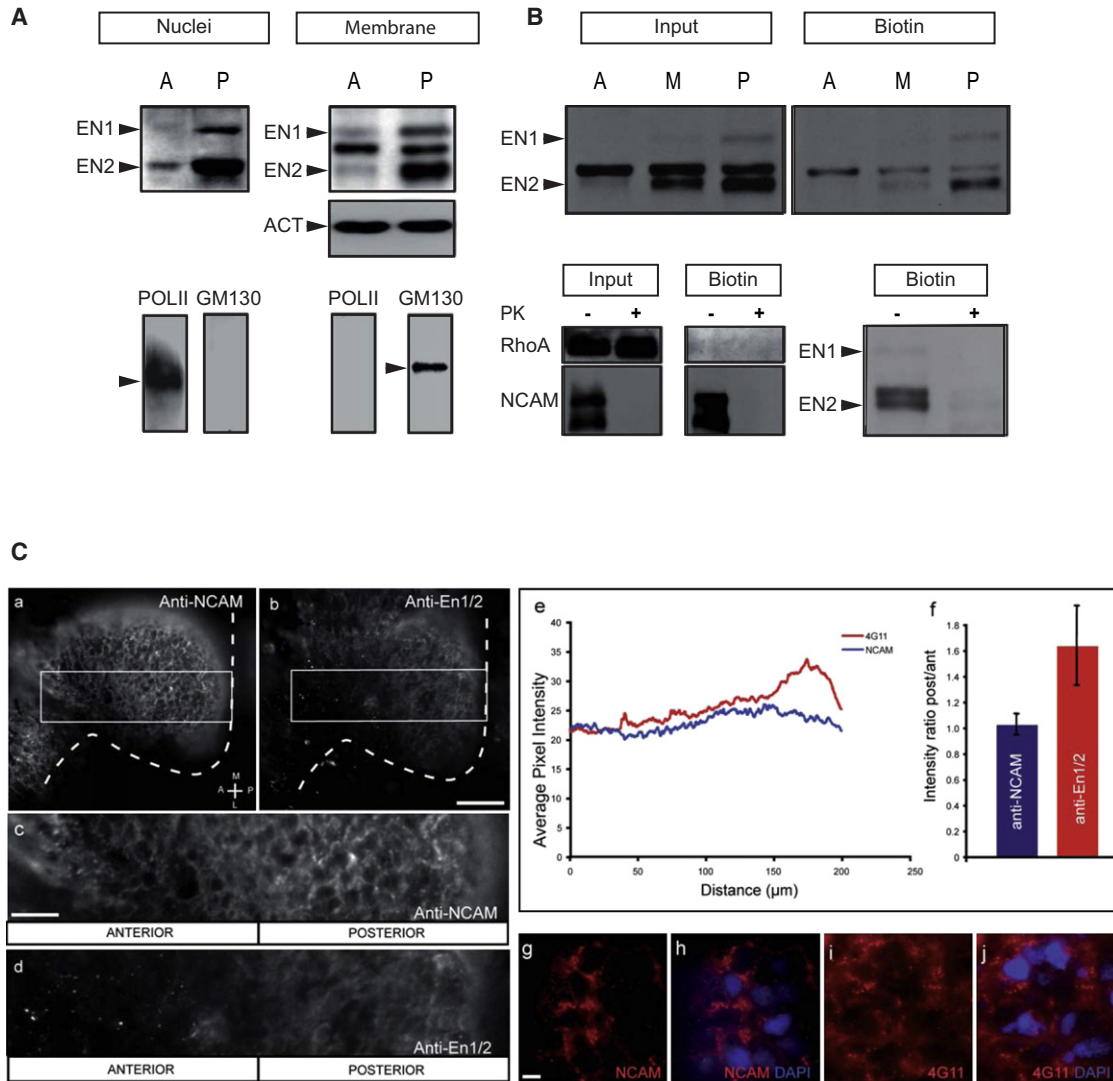 A
Nuclei
Membrane
A P
A P
EN1
EN2
EN1
EN2
ACT
POLII GM130
POLII GM130
B
Input
Biotin
A M P
A M P
EN1
EN2
Input
Biotin
Biotin
PK - +
- +
- +
RhoA
NCAM
EN1
EN2
C
a
Anti-NCAM
M
A P
L
b
Anti-En1/2
c
Anti-NCAM
ANTERIOR POSTERIOR
d
Anti-En1/2
ANTERIOR POSTERIOR
e
Average Pixel Intensity
40
35
30
25
20
15
10
5
0
0 50 100 150 200 250
Distance (µm)
4G11
NCAM
f
Intensity ratio post/ant
1.8
1.6
1.4
1.2
1.0
0.8
0.6
0.4
0.2
0
anti-NCAM
anti-En1/2
g
NCAM
h
NCAM DAPI
i
4G11
j
4G11 DAPI